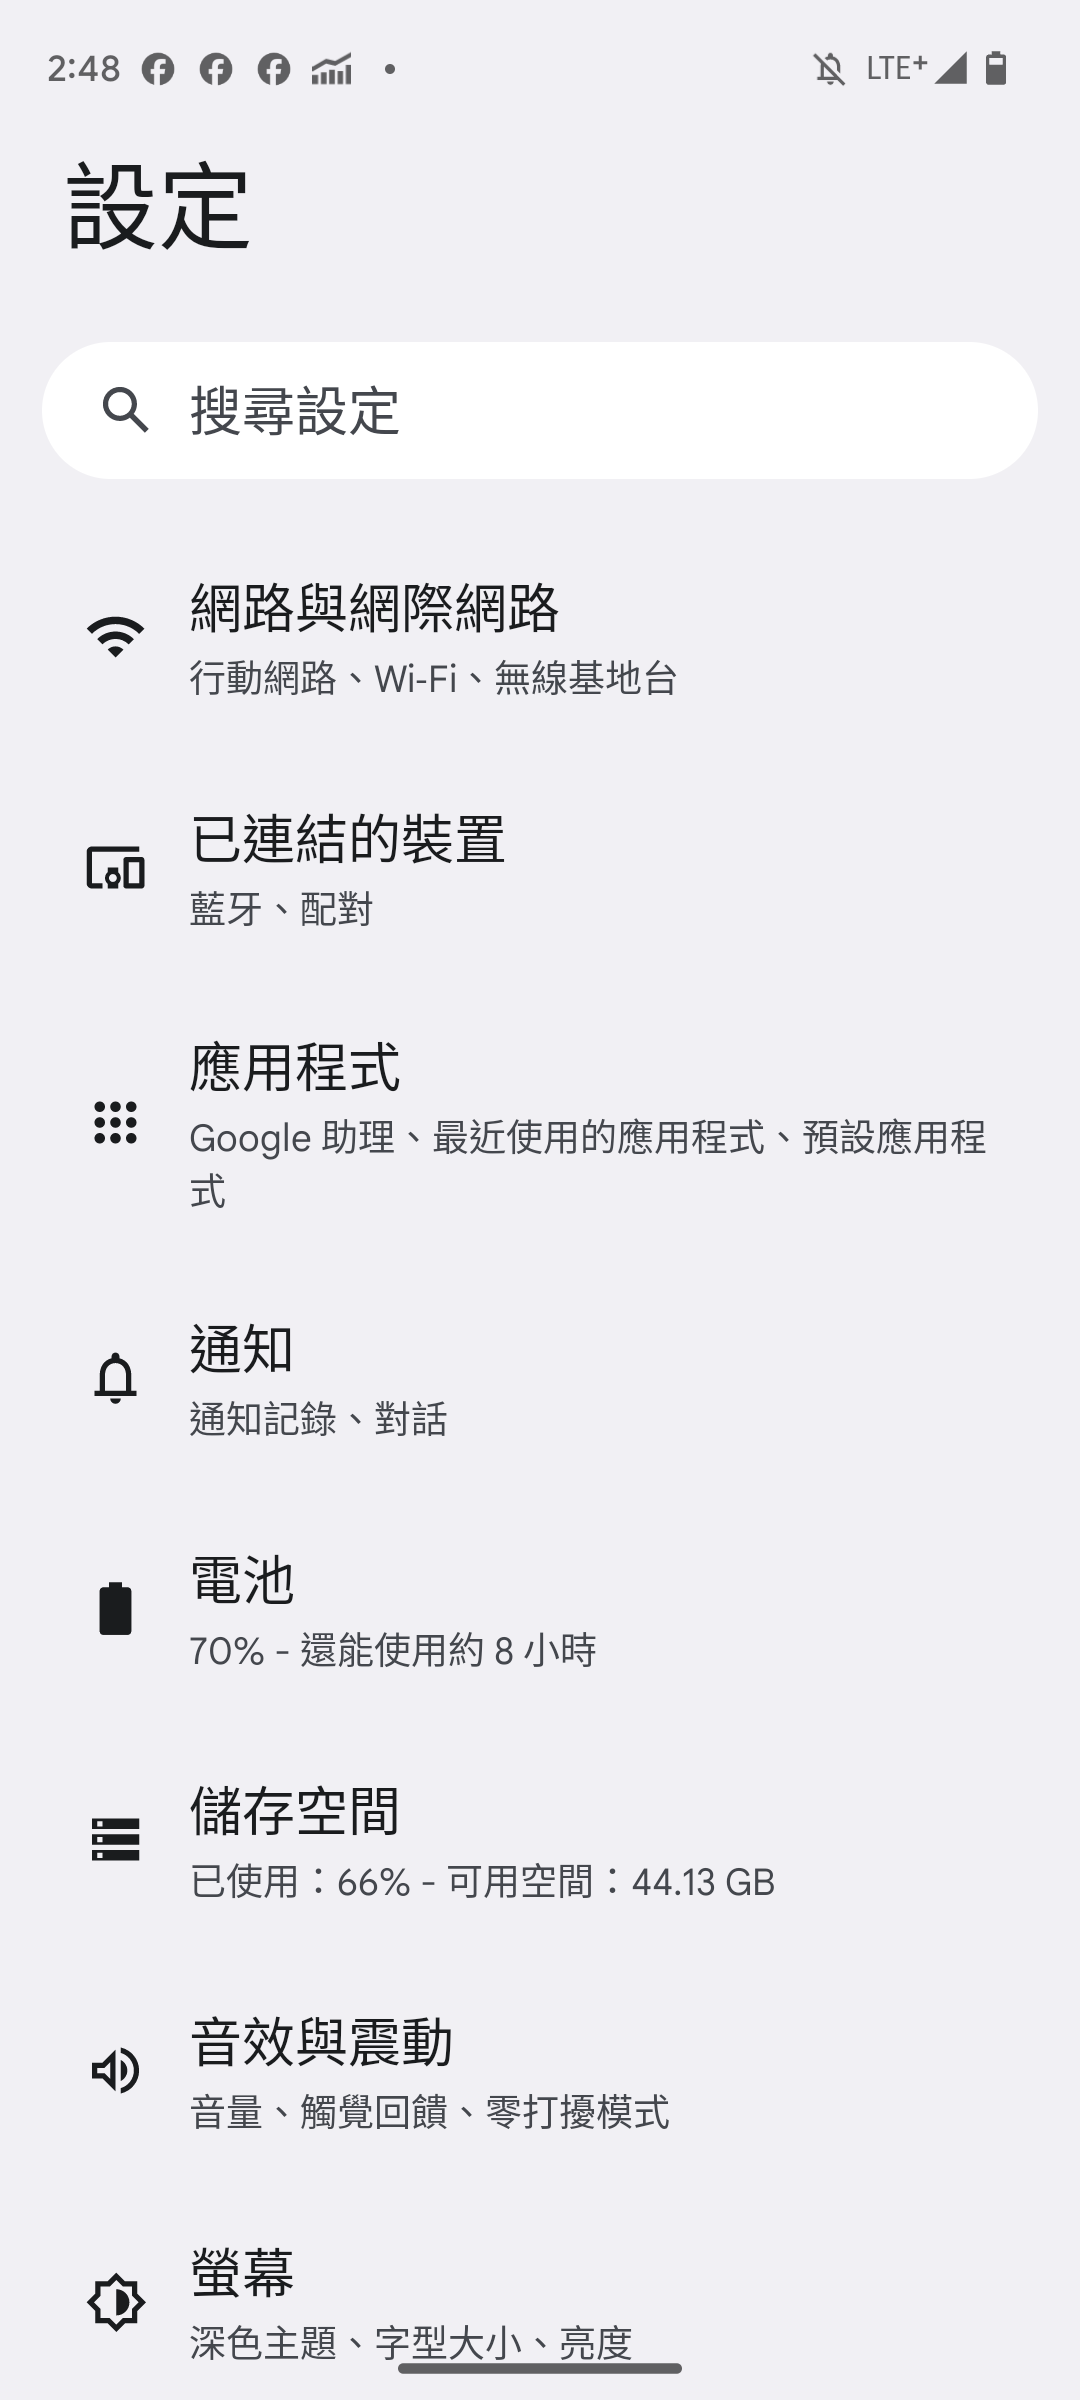 2:48
LTE+
設定
搜尋設定
網路與網際網路
行動網路、Wi-Fi、無線基地台
已連結的裝置
藍牙、配對
應用程式
Google 助理、最近使用的應用程式、預設應用程
式
通知
通知記錄、對話
電池
70% - 還能使用約 8 小時
儲存空間
已使用：66% - 可用空間：44.13 GB
音效與震動
音量、觸覺回饋、零打擾模式
螢幕
深色主題、字型大小、亮度